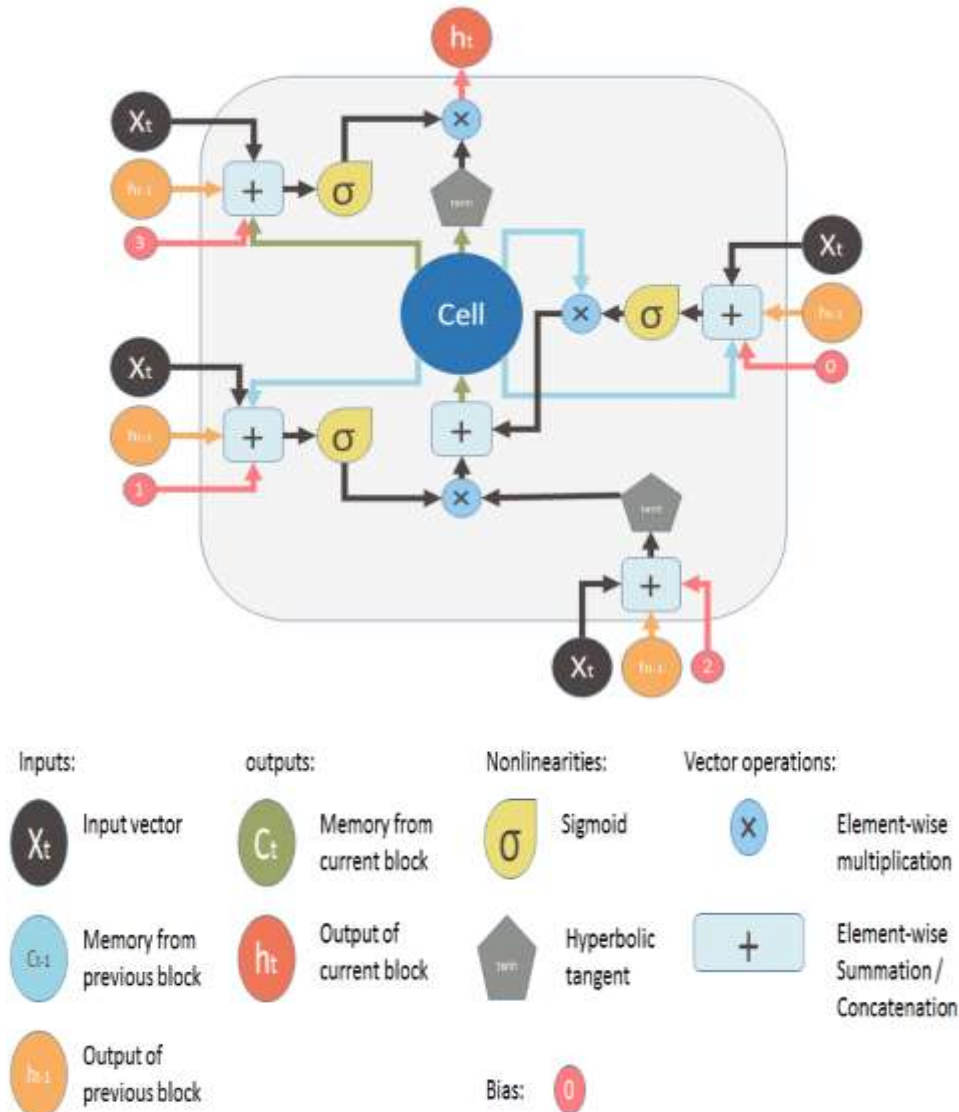 ht
×
Xt
ht-1
+
σ
tanh
3
Xt
Cell
×
σ
+
ht-1
0
Xt
ht-1
+
σ
+
1
×
tanh
+
Xt
ht-1
2
Inputs:
outputs:
Nonlinearities:
Vector operations:
Xt
Input vector
Ct
Memory from
current block
σ
Sigmoid
×
Element-wise
multiplication
Ct-1
Memory from
previous block
ht
Output of
current block
tanh
Hyperbolic
tangent
+
Element-wise
Summation /
Concatenation
ht-1
Output of
previous block
Bias:
0